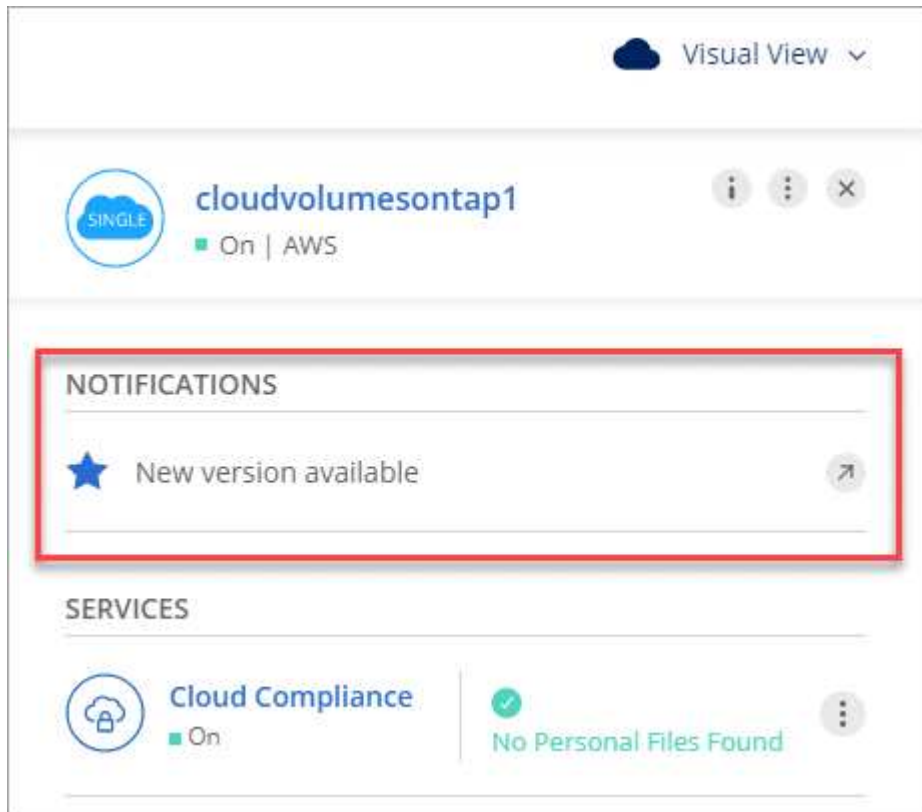 Visual View
SINGLE
cloudvolumesontap1
On | AWS
NOTIFICATIONS
New version available
SERVICES
Cloud Compliance
On
No Personal Files Found